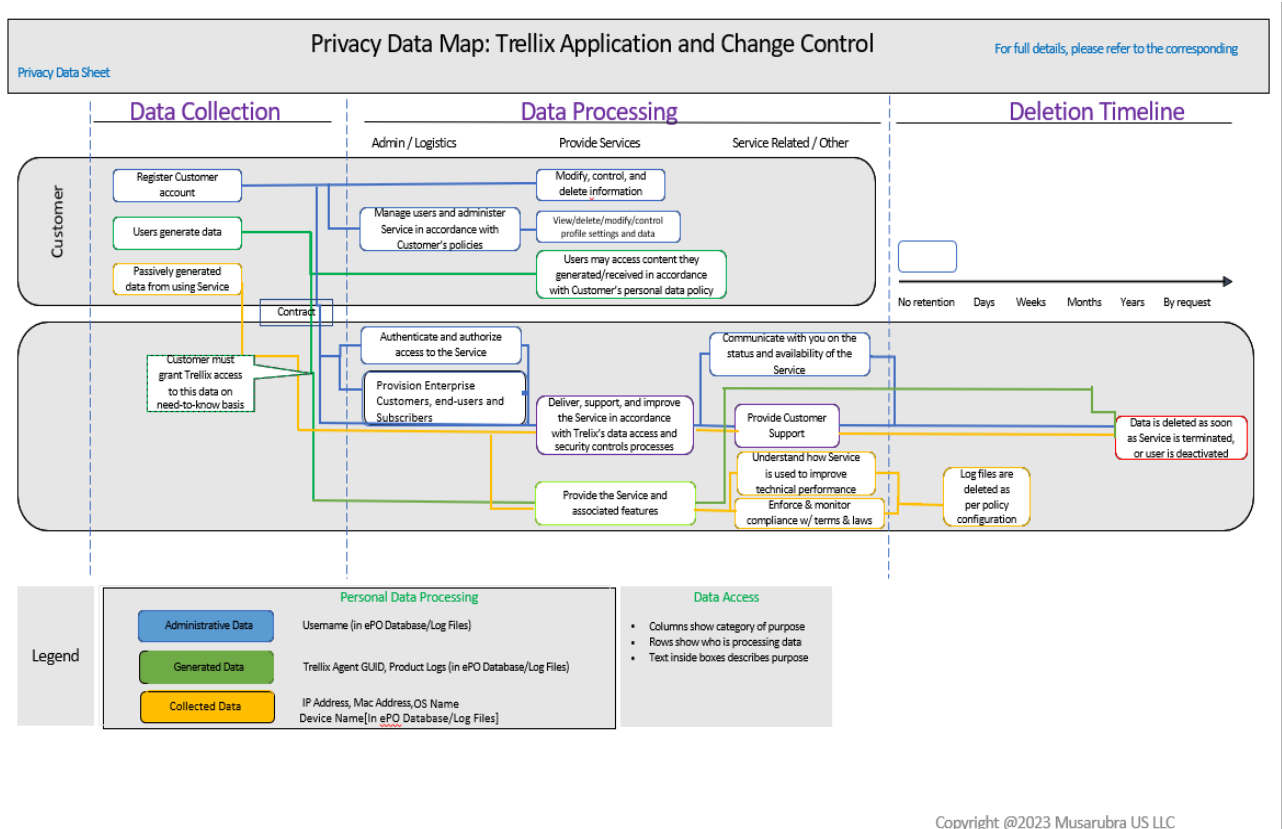 Privacy Data Map: Trellix Application and Change Control
For full details, please refer to the corresponding
Privacy Data Sheet
Data Collection
Data Processing
Deletion Timeline
Admin / Logistics
Provide Services
Service Related / Other
Customer
Register Customer
account
Modify, control, and
delete information
Users generate data
Manage users and administer
Service in accordance with
Customer's policies
View/delete/modify/control
profile settings and data
Passively generated
data from using Service
Users may access content they
generated/received in accordance
with Customer's personal data policy
No retention
Days
Weeks
Months
Years
By request
Contract
Customer must
grant Trellix access
to this data on
need-to-know basis
Authenticate and authorize
access to the Service
Communicate with you on the
status and availability of the
Service
Provision Enterprise
Customers, end-users and
Subscribers
Deliver, support, and improve
the Service in accordance
with Trelix's data access and
security controls processes
Provide Customer
Support
Data is deleted as soon
as Service is terminated,
or user is deactivated
Understand how Service
is used to improve
technical performance
Provide the Service and
associated features
Enforce & monitor
compliance w/ terms & laws
Log files are
deleted as
per policy
configuration
Legend
Personal Data Processing
Administrative Data
Username (in ePO Database/Log Files)
Generated Data
Trellix Agent GUID, Product Logs (in ePO Database/Log Files)
Collected Data
IP Address, Mac Address,OS Name
Device Name[In ePO Database/Log Files]
Data Access
• Columns show category of purpose
• Rows show who is processing data
• Text inside boxes describes purpose
Copyright @2023 Musarubra US LLC